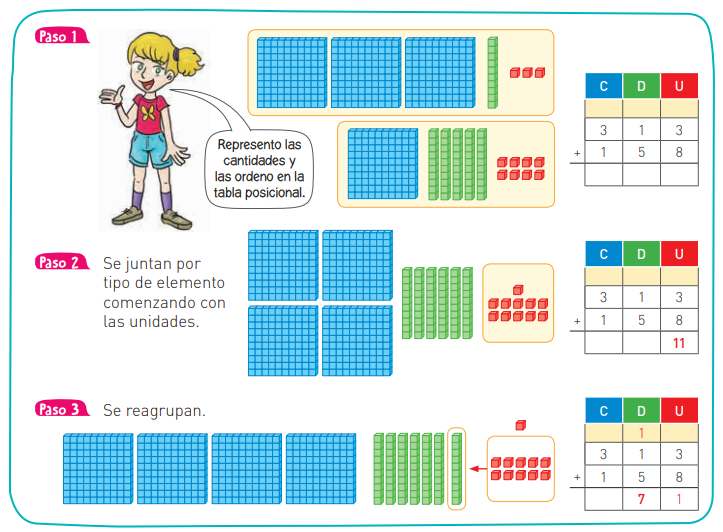 Paso 1
Represento las
cantidades y
las ordeno en la
tabla posicional.
C D U
3 1 3
+ 1 5 8
Paso 2
Se juntan por
tipo de elemento
comenzando con
las unidades.
C D U
3 1 3
+ 1 5 8
11
Paso 3
Se reagrupan.
C D U
1
3 1 3
+ 1 5 8
7 1